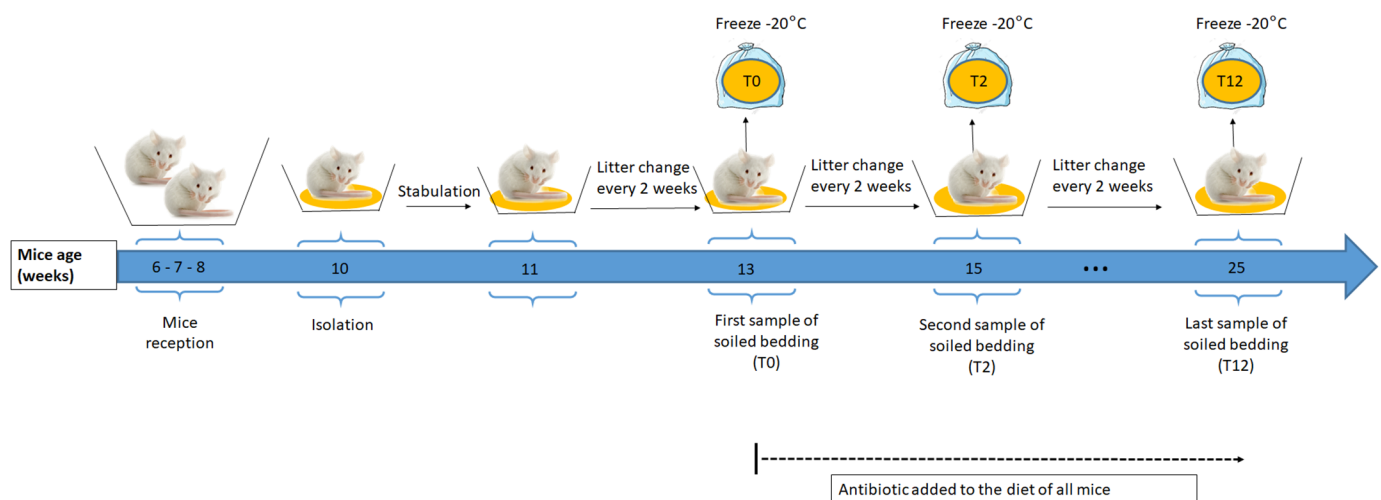 Freeze -20°C
Freeze -20°C
Freeze -20°C
T0
T2
T12
Stabulation
Litter change
every 2 weeks
Litter change
every 2 weeks
Litter change
every 2 weeks
Mice age
(weeks)
6 - 7 - 8
10
11
13
15
...
25
Mice
reception
Isolation
First sample of
soiled bedding
(T0)
Second sample of
soiled bedding
(T2)
Last sample of
soiled bedding
(T12)
Antibiotic added to the diet of all mice